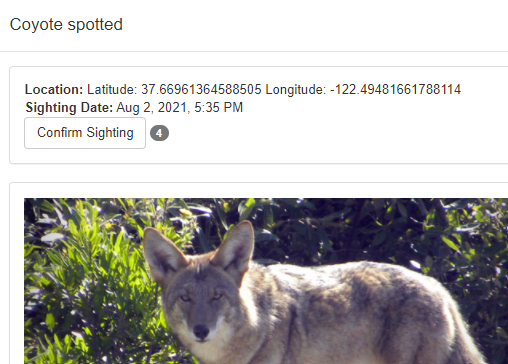 Coyote spotted
Location: Latitude: 37.66961364588505 Longitude: -122.49481661788114
Sighting Date: Aug 2, 2021, 5:35 PM
Confirm Sighting 4